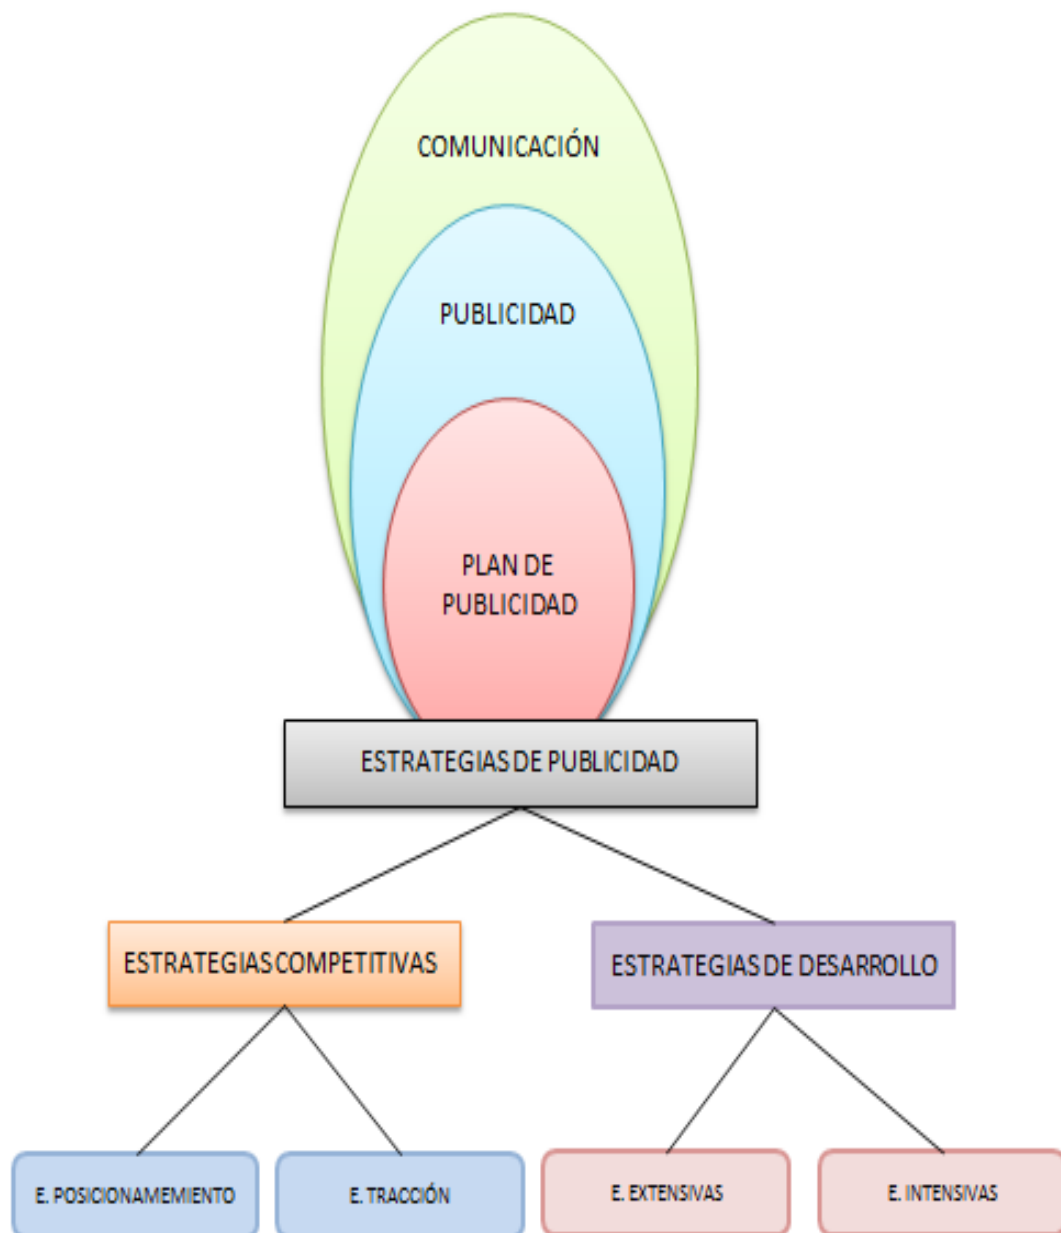 COMUNICACIÓN
PUBLICIDAD
PLAN DE
PUBLICIDAD
ESTRATEGIAS DE PUBLICIDAD
ESTRATEGIAS COMPETITIVAS
ESTRATEGIAS DE DESARROLLO
E. POSICIONAMEMIENTO
E. TRACCIÓN
E. EXTENSIVAS
E. INTENSIVAS